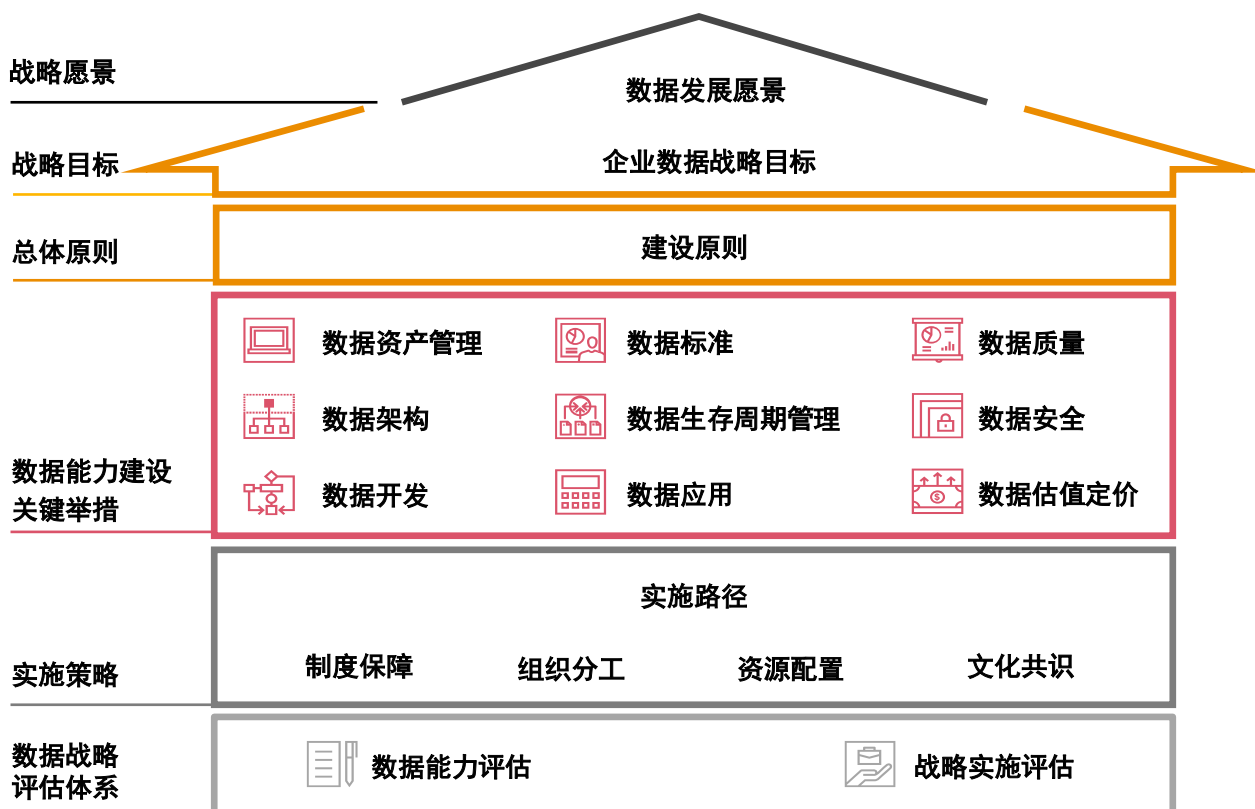 战略愿景
数据发展愿景
战略目标
企业数据战略目标
总体原则
建设原则
数据能力建设
关键举措
数据资产管理
数据标准
数据质量
数据架构
数据生存周期管理
数据安全
数据开发
数据应用
数据估值定价
实施策略
实施路径
制度保障
组织分工
资源配置
文化共识
数据战略
评估体系
数据能力评估
战略实施评估